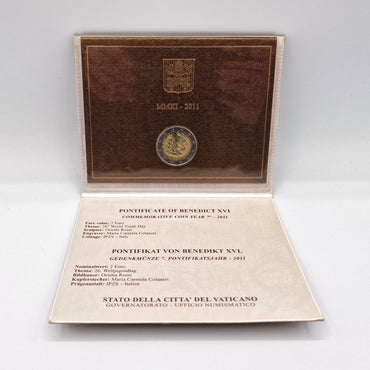 MMXI - 2011
PONTIFICATE OF BENEDICT XVI
COMMEMORATIVE COIN YEAR 7° - 2011
Face value: 2 Euro
Theme: 26° World Youth Day
Sculptor: Orietta Rossi
Engraver: Maria Carmela Colaneri
Coinage: IPZS - Italy
PONTIFIKAT VON BENEDIKT XVI.
GEDENKMÜNZE 7. PONTIFIKATSJAHR - 2011
Nominalwert: 2 Euro
Thema: 26. Weltjugendtag
Bildhauer: Orietta Rossi
Kupferstecher: Maria Carmela Colaneri
Prägeanstalt: IPZS - Italien
STATO DELLA CITTA' DEL VATICANO
GOVERNATORATO - UFFICIO NUMISMATICO